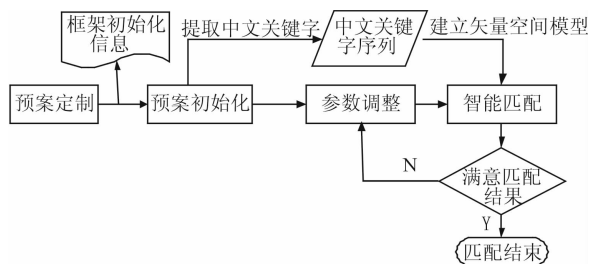 框架初始化
信息
提取中文关键字
中文关键
字序列
建立矢量空间模型
预案定制
预案初始化
参数调整
智能匹配
N
满意匹配
结果
Y
匹配结束